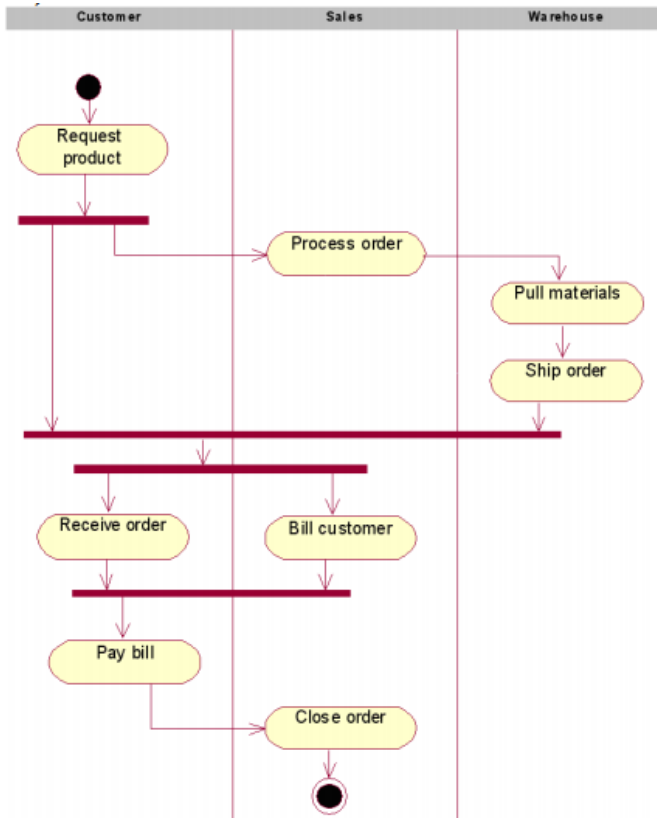 Customer
Sales
Warehouse
Request
product
Process order
Pull materials
Ship order
Receive order
Bill customer
Pay bill
Close order